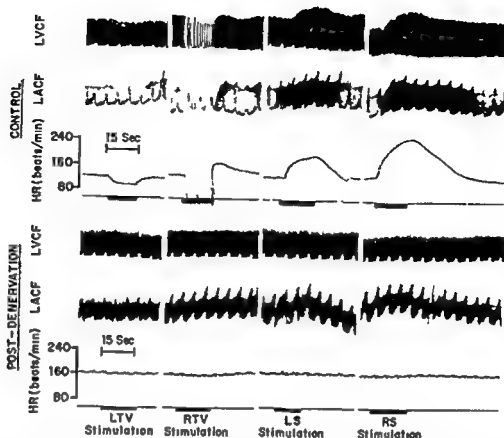 CONTROL
LVCF
LACF
HR (beats/min)
240
160
80
15 Sec
POST-DENERVATION
LVCF
LACF
HR (beats/min)
240
160
80
15 Sec
LTV Stimulation
RTV Stimulation
LS Stimulation
RS Stimulation